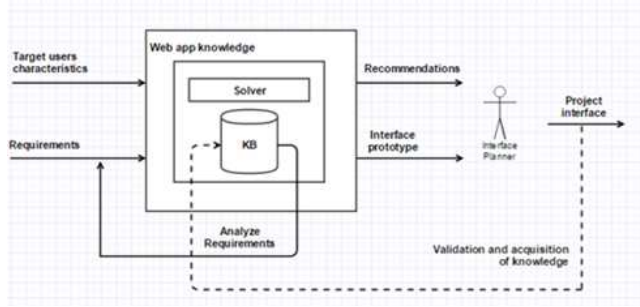 Target users
characteristics
Requirements
Web app knowledge
Solver
KB
Analyze
Requirements
Recommendations
Interface
prototype
Interface
Planner
Project
interface
Validation and acquisition
of knowledge